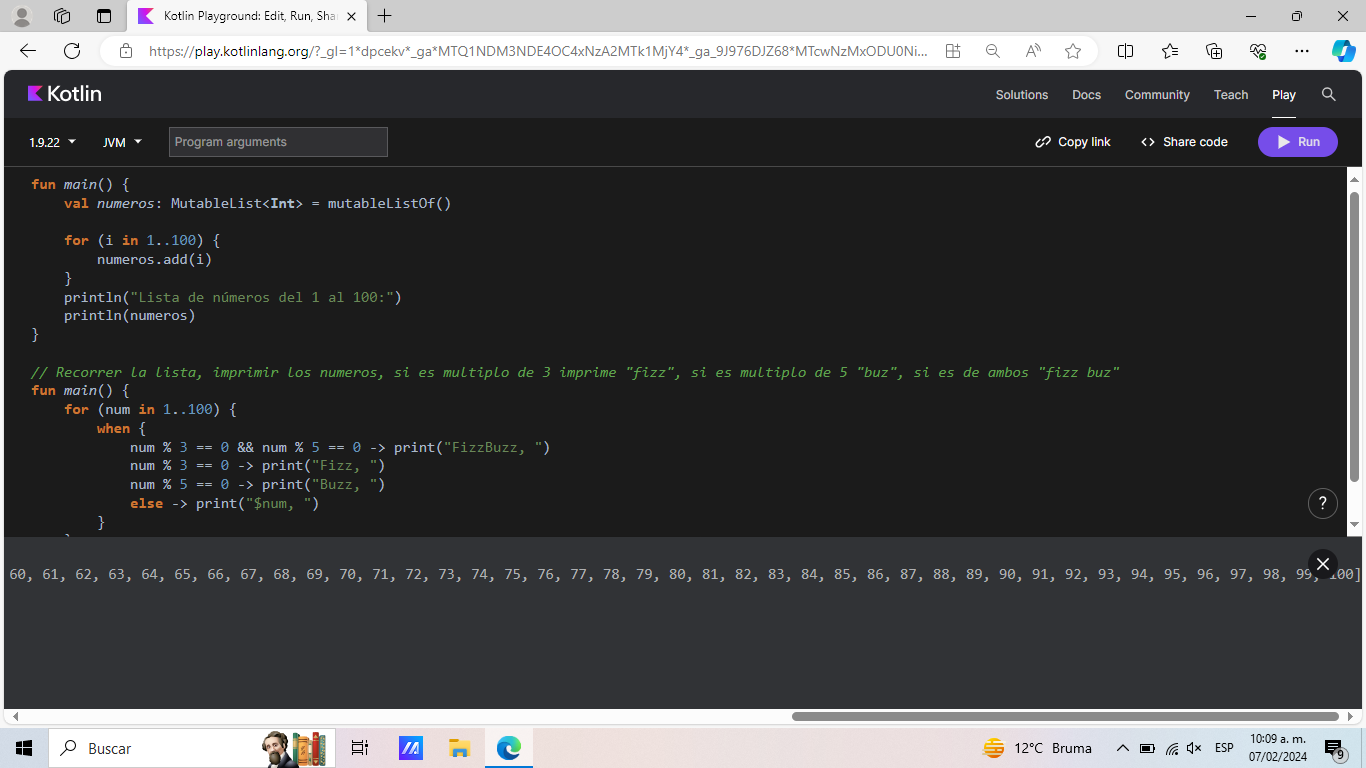 Kotlin Playground: Edit, Run, Shar
https://play.kotlinlang.org/?_gl=1*dpcekv*_ga*MTQ1NDM3NDE4OC4xNzA2MTk1MjY4*_ga_9J976DJZ68*MTcwNzMxODU0Ni...
Kotlin
Solutions
Docs
Community
Teach
Play
1.9.22
JVM
Program arguments
Copy link
Share code
Run
fun main() {
    val numeros: MutableList<Int> = mutableListOf()
    for (i in 1..100) {
        numeros.add(i)
    }
    println("Lista de números del 1 al 100:")
    println(numeros)
}
// Recorrer la lista, imprimir los numeros, si es multiplo de 3 imprime "fizz", si es multiplo de 5 "buz", si es de ambos "fizz buz"
fun main() {
    for (num in 1..100) {
        when {
            num % 3 == 0 && num % 5 == 0 -> print("FizzBuzz, ")
            num % 3 == 0 -> print("Fizz, ")
            num % 5 == 0 -> print("Buzz, ")
            else -> print("$num, ")
        }
?
60, 61, 62, 63, 64, 65, 66, 67, 68, 69, 70, 71, 72, 73, 74, 75, 76, 77, 78, 79, 80, 81, 82, 83, 84, 85, 86, 87, 88, 89, 90, 91, 92, 93, 94, 95, 96, 97, 98, 99, 100]
Buscar
12°C Bruma
ESP
10:09 a. m.
07/02/2024
9